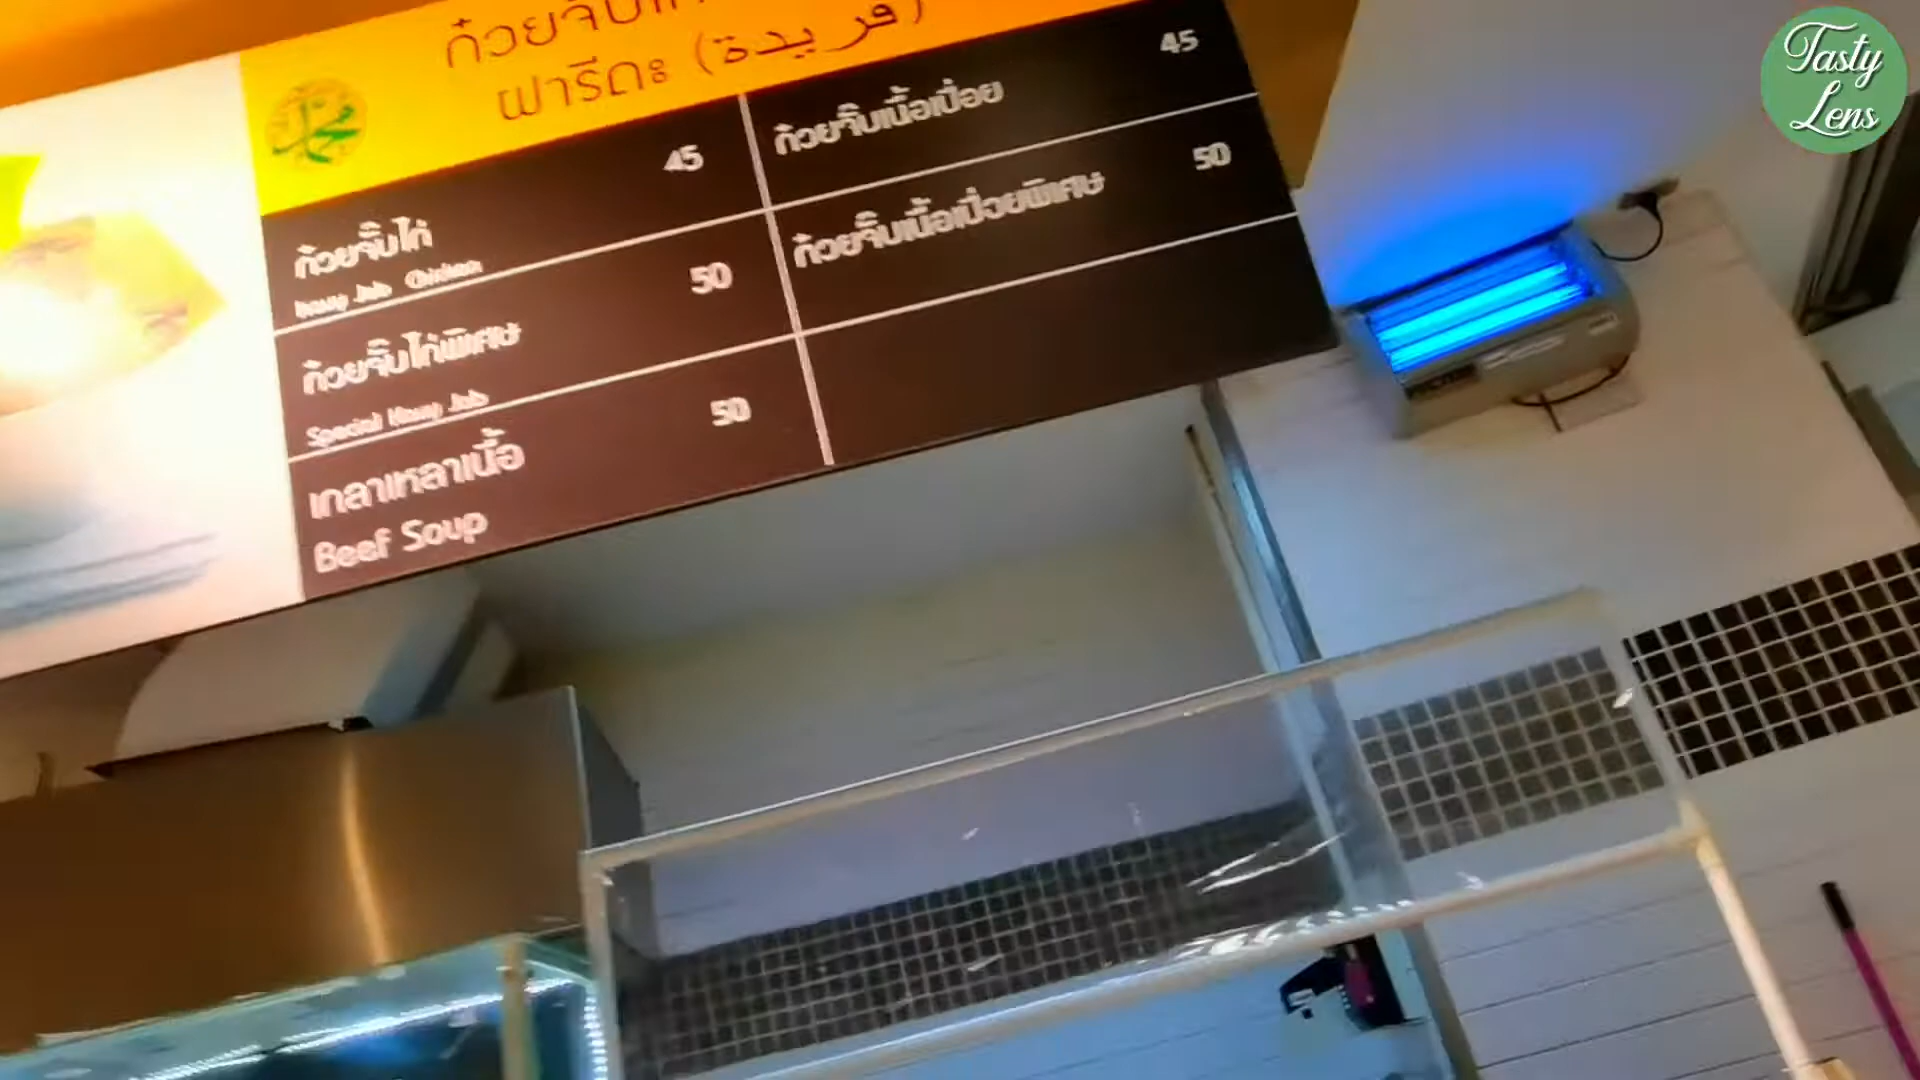 ฟารีดะ (فريدة)
ก๋วยจั๊บไก่ 45
ก๋วยจั๊บไก่พิเศษ 50
Special Kway Jab
เกาเหลาเนื้อ 50
Beef Soup
ก๋วยจั๊บเนื้อเปื่อย 45
ก๋วยจั๊บเนื้อเปื่อยพิเศษ 50
Tasty
Lens